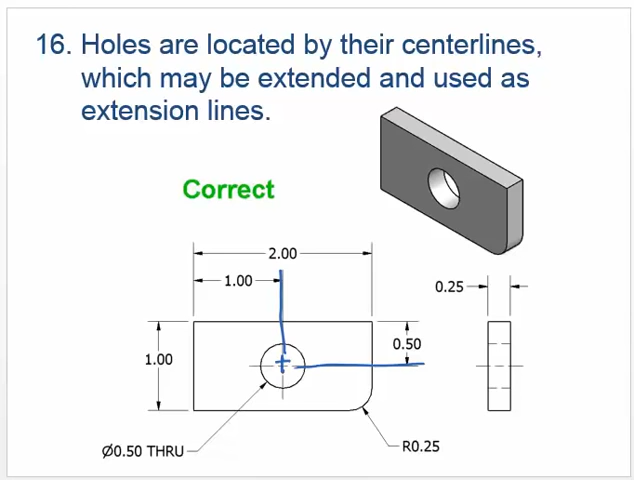 16. Holes are located by their centerlines,
which may be extended and used as
extension lines.
Correct
2.00
1.00
0.25
0.50
1.00
Ø0.50 THRU
R0.25